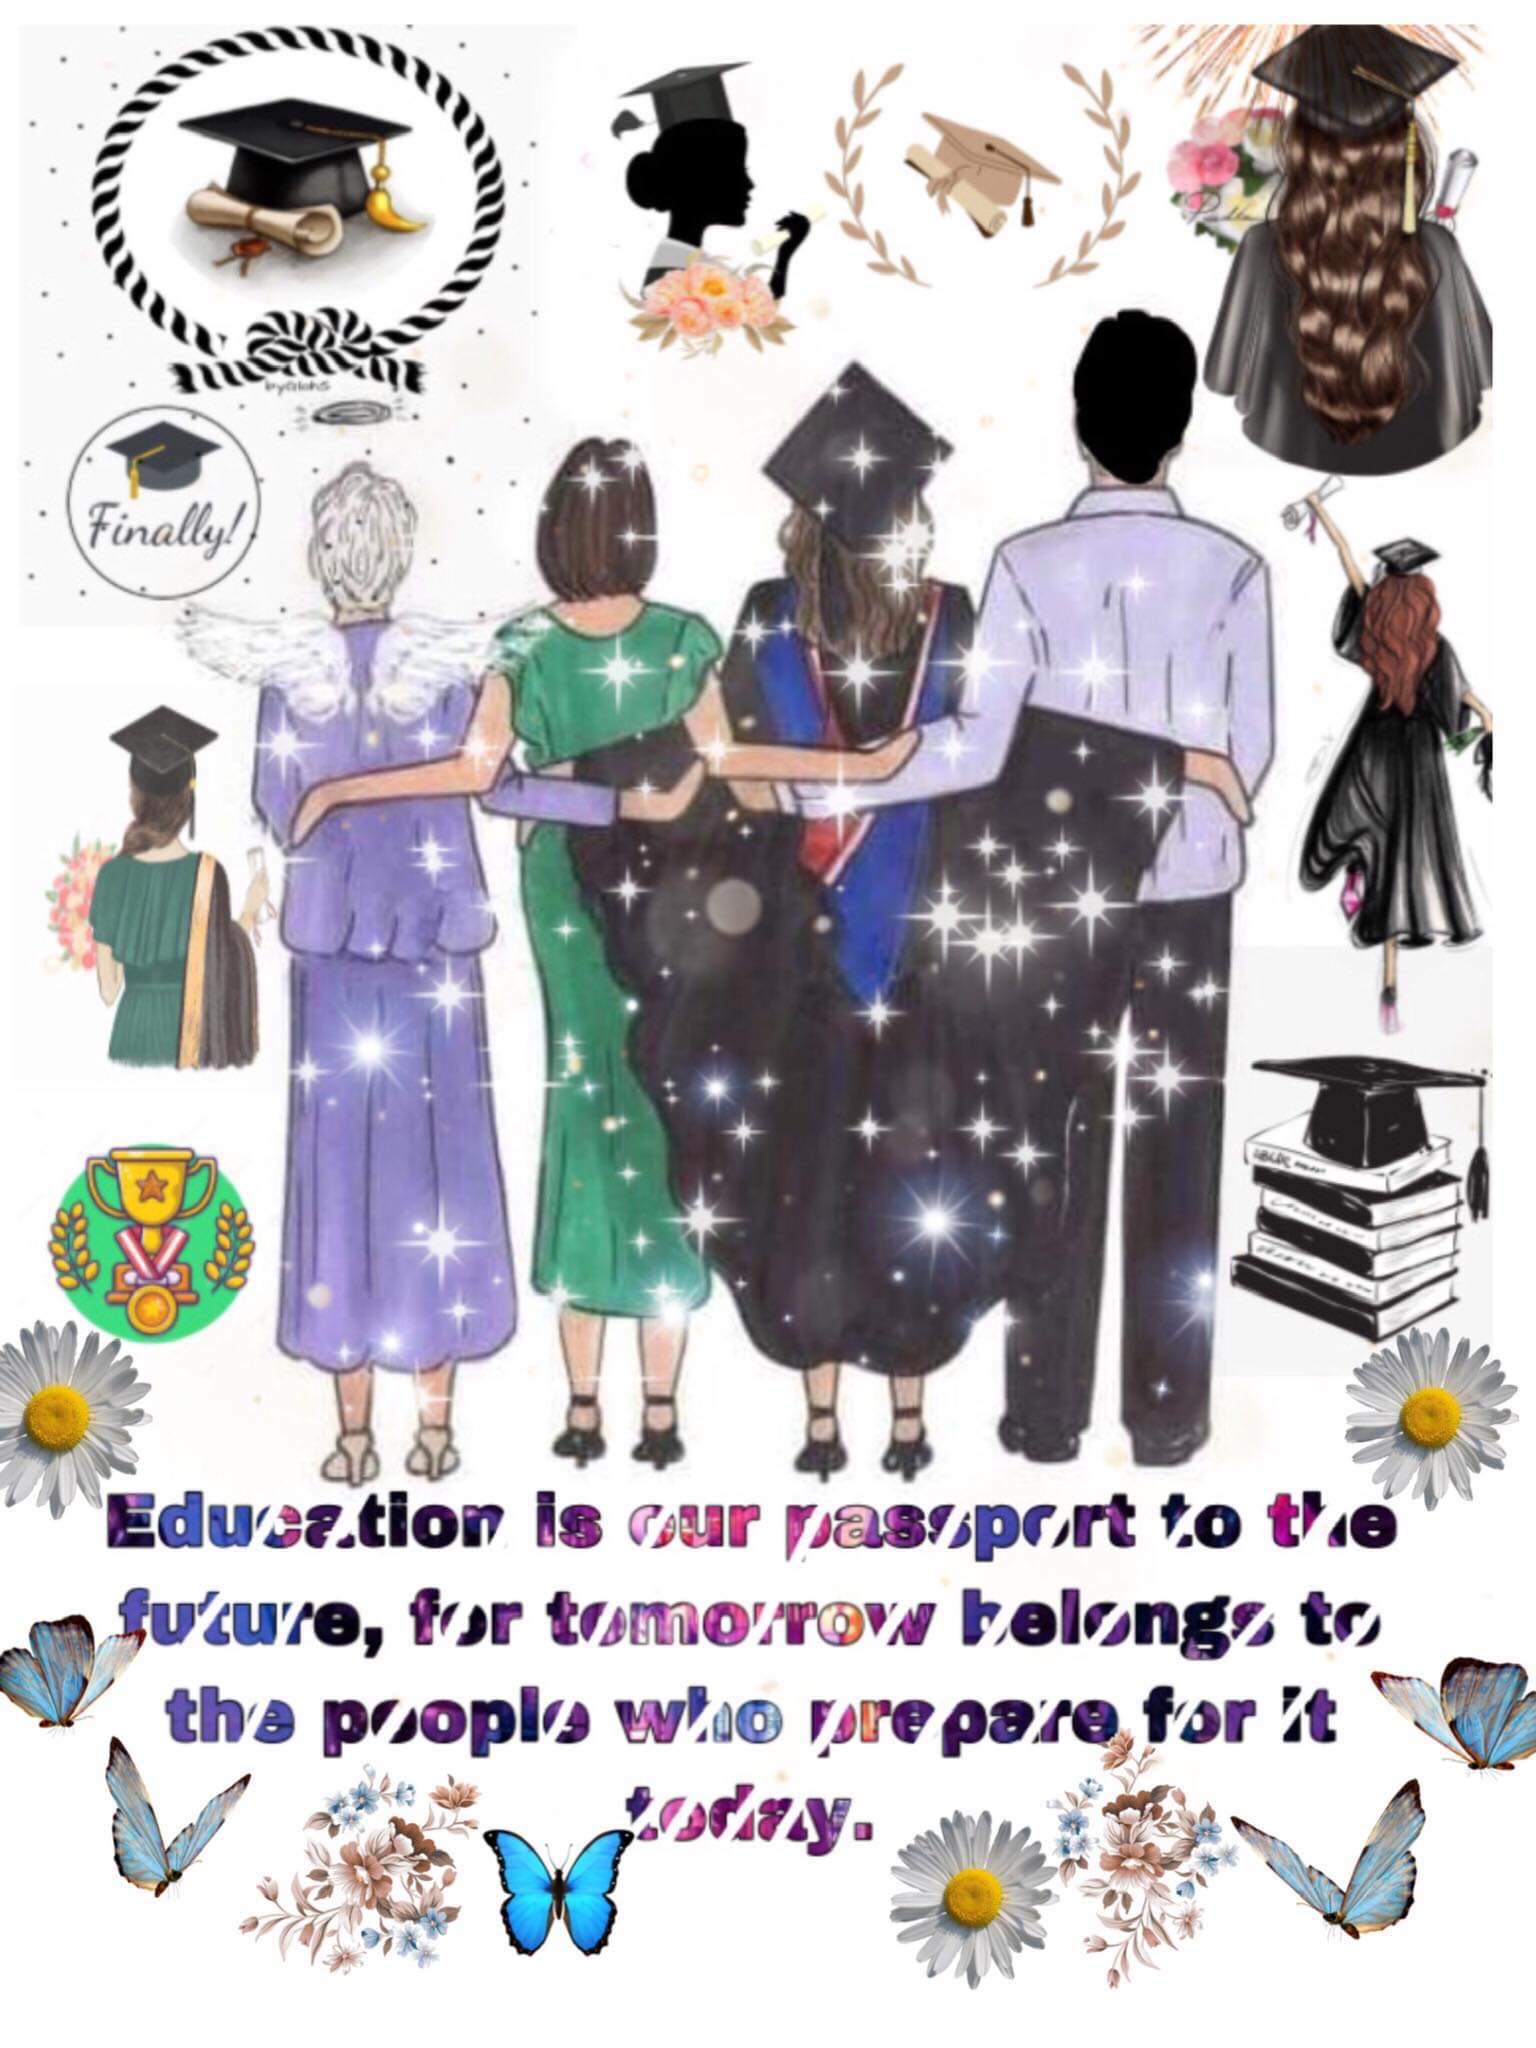 Finally!
Education is our passport to the
future, for tomorrow belongs to
the people who prepare for it
today.